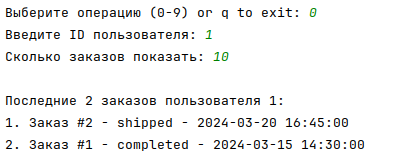 Выберите операцию (0-9) or q to exit: 0
Введите ID пользователя: 1
Сколько заказов показать: 10
Последние 2 заказов пользователя 1:
1. Заказ #2 - shipped - 2024-03-20 16:45:00
2. Заказ #1 - completed - 2024-03-15 14:30:00